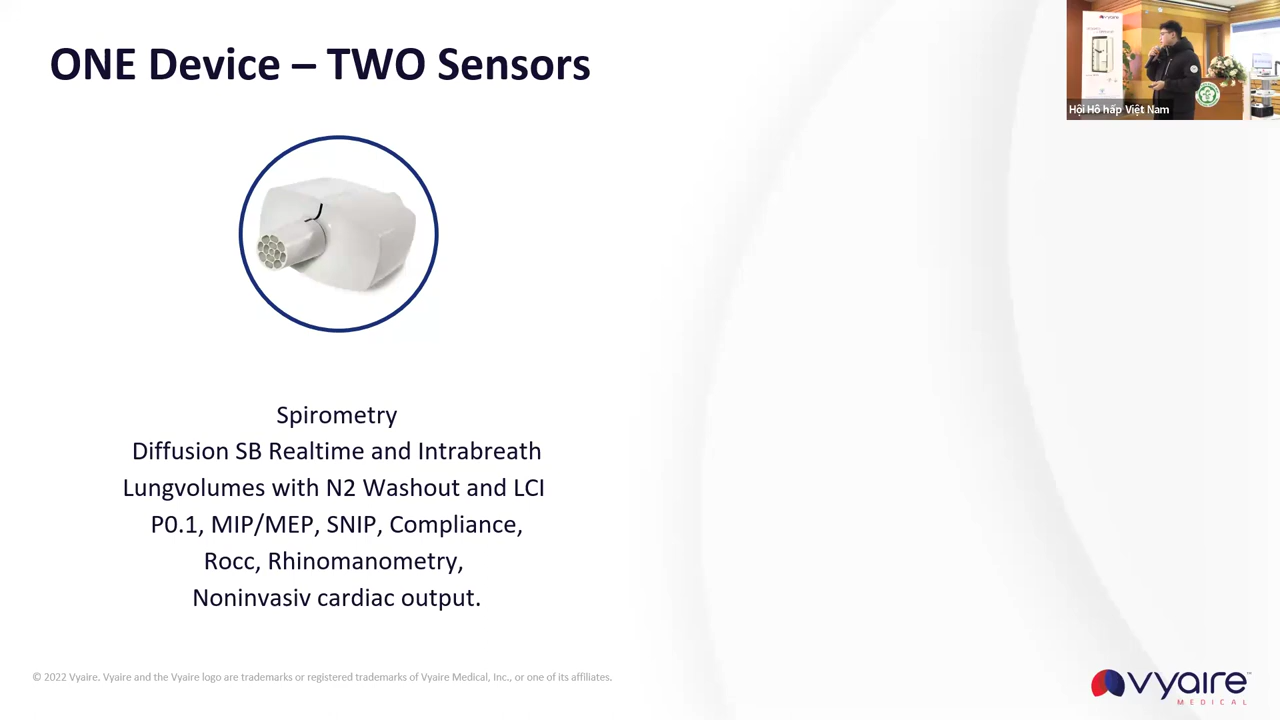 ONE Device – TWO Sensors
Hội Hô hấp Việt Nam
Spirometry
Diffusion SB Realtime and Intrabreath
Lungvolumes with N2 Washout and LCI
P0.1, MIP/MEP, SNIP, Compliance,
Rocc, Rhinomanometry,
Noninvasiv cardiac output.
© 2022 Vyaire. Vyaire and the Vyaire logo are trademarks or registered trademarks of Vyaire Medical, Inc., or one of its affiliates.
vyaire™
MEDICAL